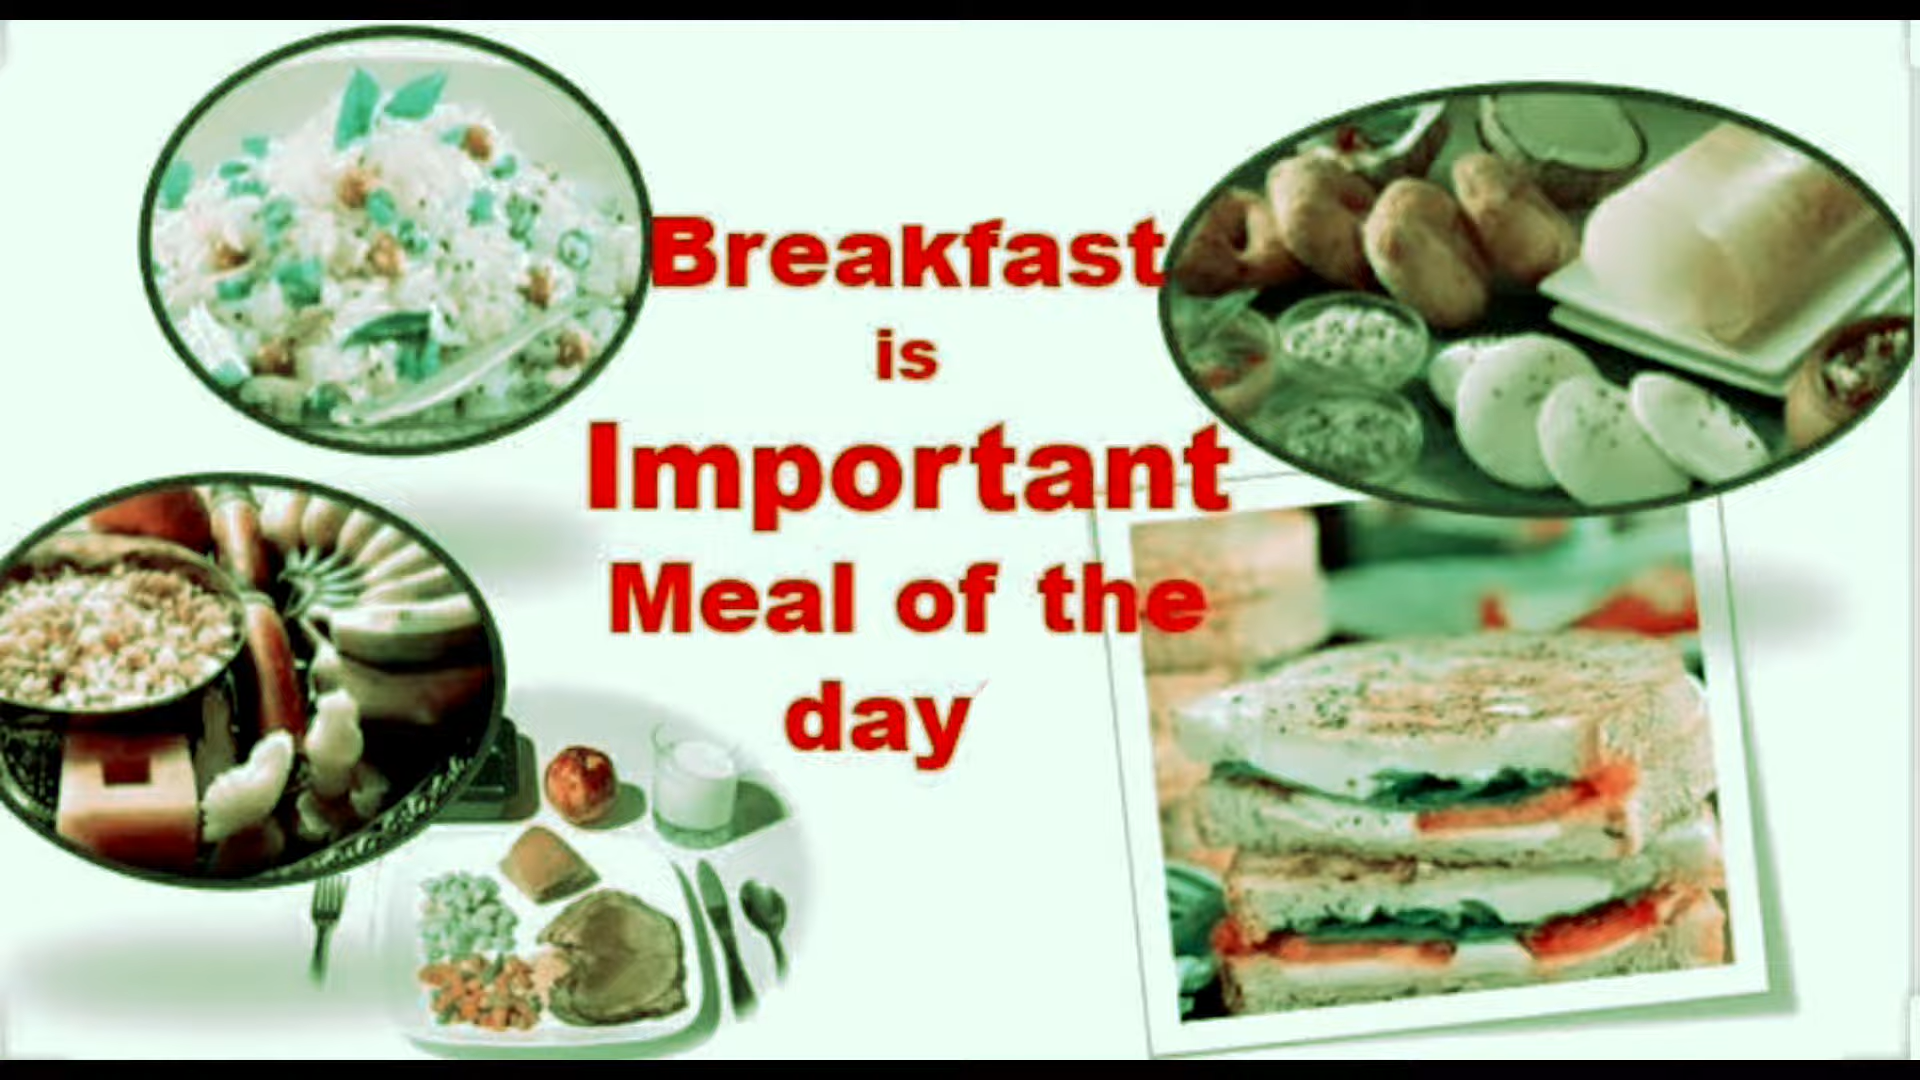 Breakfast
is
Important
Meal of the
day